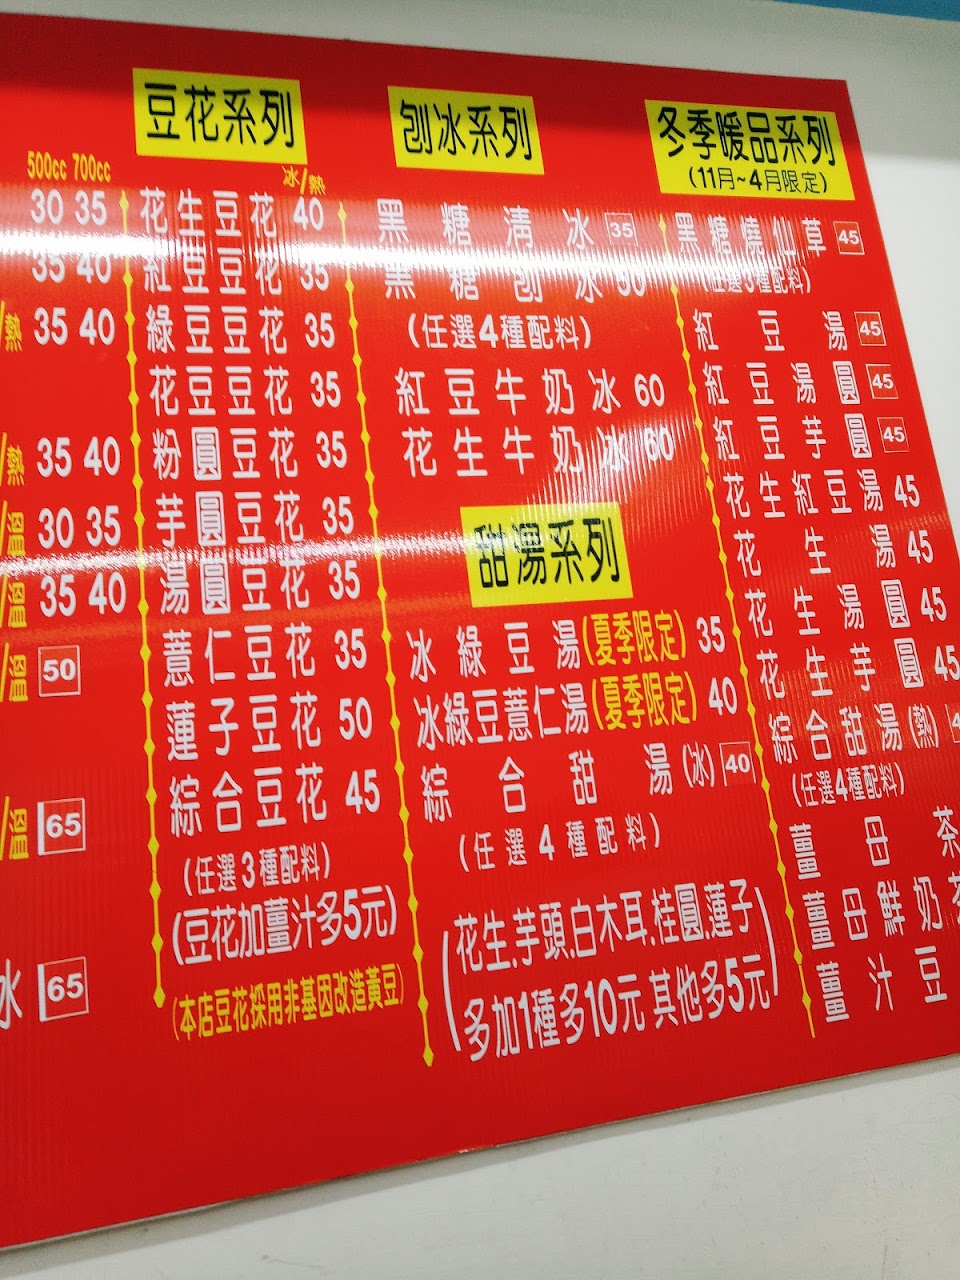 500cc 700cc
30 35
35 40
熱 35 40
熱 35 40
30 35
35 40
50
65
冰 65
豆花系列
冰/熱
花生豆花 40
紅豆豆花 35
綠豆豆花 35
花豆豆花 35
粉圓豆花 35
芋圓豆花 35
湯圓豆花 35
薏仁豆花 35
蓮子豆花 50
綜合豆花 45
(任選3種配料)
(豆花加薑汁多5元)
(本店豆花採用非基因改造黃豆)
刨冰系列
黑糖清冰 35
黑糖刨冰 50
(任選4種配料)
紅豆牛奶冰 60
花生牛奶冰 60
甜湯系列
冰綠豆湯(夏季限定) 35
冰綠豆薏仁湯(夏季限定) 40
綜合甜湯(冰) 40
(任選4種配料)
(花生.芋頭.白木耳.桂圓.蓮子
多加1種多10元 其他多5元)
冬季暖品系列
(11月~4月限定)
黑糖燒仙草 45
(任選3種配料)
紅豆湯 45
紅豆湯圓 45
紅豆芋圓 45
花生紅豆湯 45
花生湯 45
花生湯圓 45
花生芋圓 45
綜合甜湯(熱)
(任選4種配料)
薑母茶
薑母鮮奶茶
薑汁豆